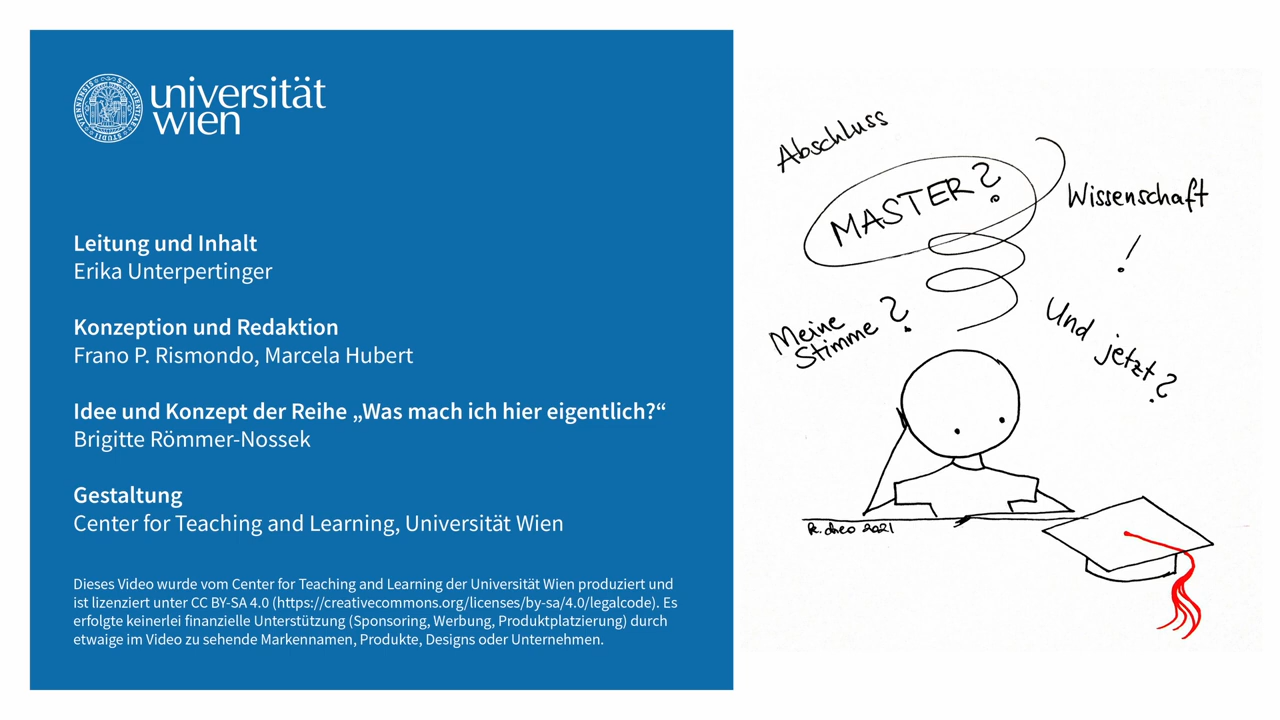 universität
wien
Leitung und Inhalt
Erika Unterpertinger
Konzeption und Redaktion
Frano P. Rismondo, Marcela Hubert
Idee und Konzept der Reihe „Was mach ich hier eigentlich?“
Brigitte Römmer-Nossek
Gestaltung
Center for Teaching and Learning, Universität Wien
Dieses Video wurde vom Center for Teaching and Learning der Universität Wien produziert und
ist lizenziert unter CC BY-SA 4.0 (https://creativecommons.org/licenses/by-sa/4.0/legalcode). Es
erfolgte keinerlei finanzielle Unterstützung (Sponsoring, Werbung, Produktplatzierung) durch
etwaige im Video zu sehende Markennamen, Produkte, Designs oder Unternehmen.
Abschluss
MASTER?
Wissenschaft
!
Meine
Stimme?
Und jetzt?
2021